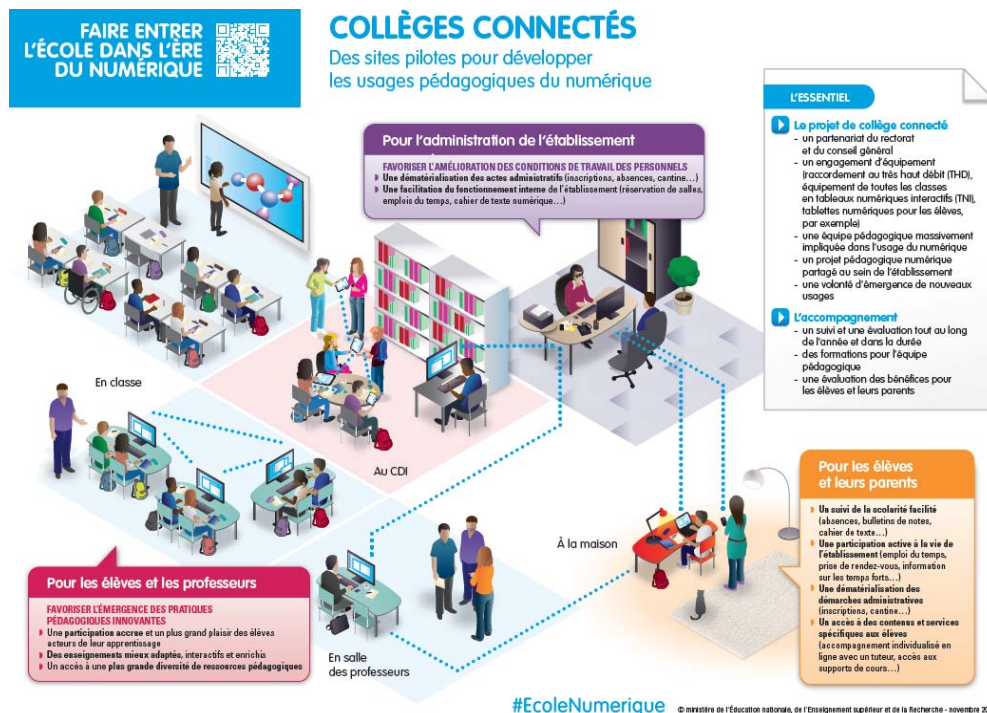 FAIRE ENTRER
L'ÉCOLE DANS L'ÈRE
DU NUMÉRIQUE
COLLÈGES CONNECTÉS
Des sites pilotes pour développer
les usages pédagogiques du numérique
L'ESSENTIEL
Le projet de collège connecté
- un partenariat du rectorat
et du conseil général
- un engagement d'équipement
(raccordement au très haut débit (THD),
équipement de toutes les classes
en tableaux numériques interactifs (TNI),
tablettes numériques pour les élèves,
par exemple)
- une équipe pédagogique massivement
impliquée dans l'usage du numérique
- un projet pédagogique numérique
partagé au sein de l'établissement
- une volonté d'émergence de nouveaux
usages
L'accompagnement
- un suivi et une évaluation tout au long
de l'année et dans la durée
- des formations pour l'équipe
pédagogique
- une évaluation des bénéfices pour
les élèves et leurs parents
Pour l'administration de l'établissement
FAVORISER L'AMÉLIORATION DES CONDITIONS DE TRAVAIL DES PERSONNELS
Une dématérialisation des actes administratifs (inscriptions, absences, cantine...)
Une facilitation du fonctionnement interne de l'établissement (réservation de salles,
emplois du temps, cahier de texte numérique...)
En classe
Au CDI
À la maison
En salle
des professeurs
Pour les élèves et les professeurs
FAVORISER L'ÉMERGENCE DES PRATIQUES
PÉDAGOGIQUES INNOVANTES
Une participation accrue et un plus grand plaisir des élèves
acteurs de leur apprentissage
Des enseignements mieux adaptés, interactifs et enrichis
Un accès à une plus grande diversité de ressources pédagogiques
Pour les élèves
et leurs parents
Un suivi de la scolarité facilité
(absences, bulletins de notes,
cahier de texte...)
Une participation active à la vie de
l'établissement (emploi du temps,
prise de rendez-vous, information
sur les temps forts...)
Une dématérialisation des
démarches administratives
(inscriptions, cantine...)
Un accès à des contenus et services
spécifiques aux élèves
(accompagnement individualisé en
ligne avec un tuteur, accès aux
supports de cours...)
#EcoleNumerique
© ministère de l'Éducation nationale, de l'Enseignement supérieur et de la Recherche - novembre 20